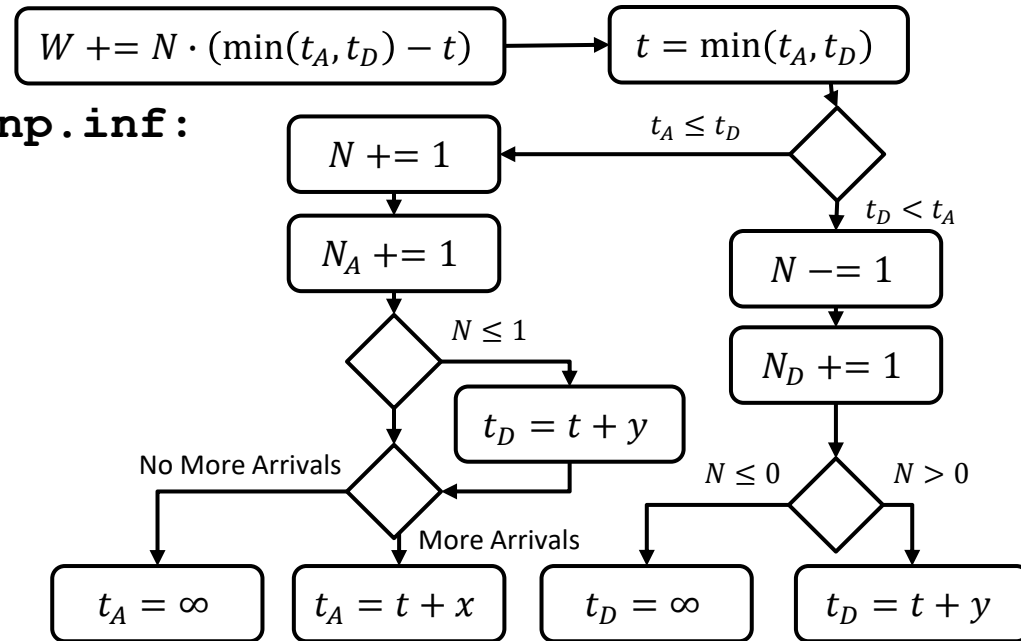 W += N · (min(t_A, t_D) − t)
t = min(t_A, t_D)
np.inf:
t_A ≤ t_D
N += 1
t_D < t_A
N_A += 1
N −= 1
N ≤ 1
N_D += 1
t_D = t + y
No More Arrivals
N ≤ 0
N > 0
More Arrivals
t_A = ∞
t_A = t + x
t_D = ∞
t_D = t + y